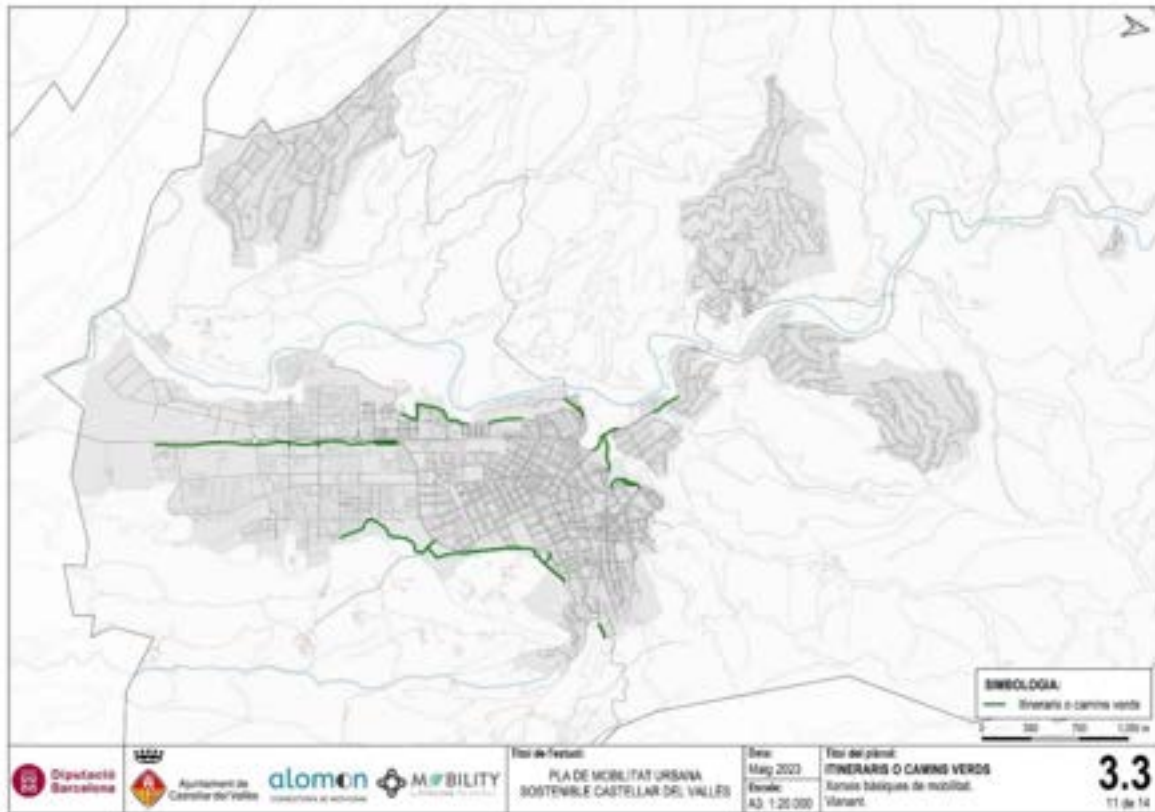 SIMBOLOGIA:
Itineraris o camins verds
Diputació
Barcelona
Ajuntament de
Castellar del Vallès
alomon
MOBILITY
Títol de l'estudi:
PLA DE MOBILITAT URBANA
SOSTENIBLE CASTELLAR DEL VALLÈS
Data:
Maig 2023
Escala:
A3: 1:20.000
Títol del plànol:
ITINERARIS O CAMINS VERDS
Xarxes bàsiques de mobilitat.
Vianant.
3.3
11 de 14